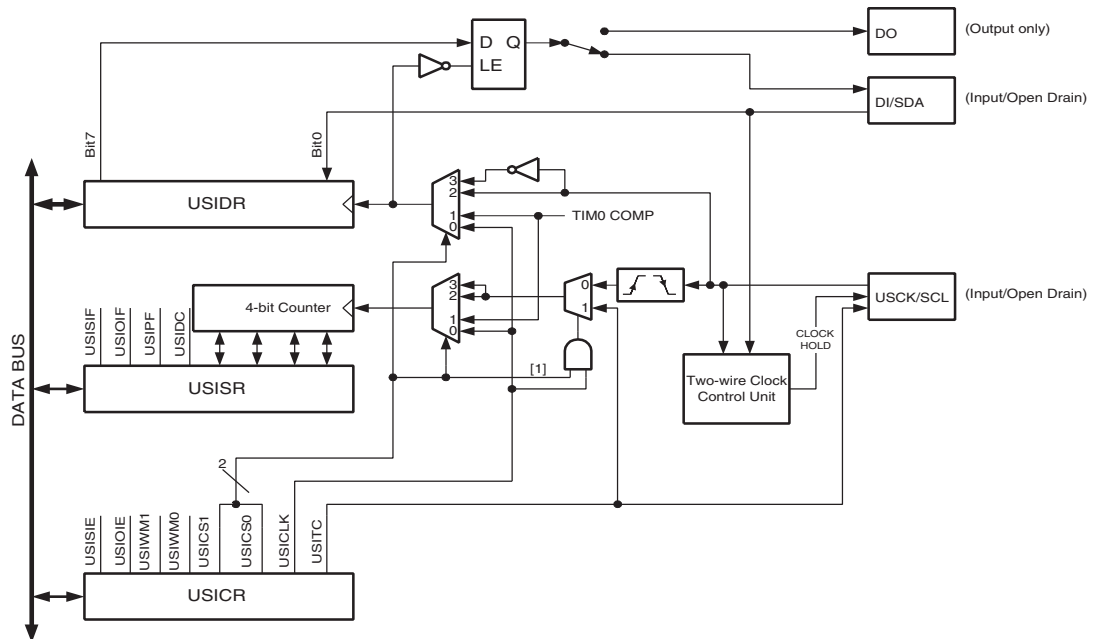 DO
(Output only)
D Q
LE
DI/SDA
(Input/Open Drain)
Bit7
Bit0
USIDR
3
2
1
0
TIM0 COMP
4-bit Counter
3
2
1
0
0
1
USCK/SCL
(Input/Open Drain)
CLOCK
HOLD
USISIF
USIOIF
USIPF
USIDC
USISR
[1]
Two-wire Clock
Control Unit
DATA BUS
2
USISIE
USIOIE
USIWM1
USIWM0
USICS1
USICS0
USICLK
USITC
USICR